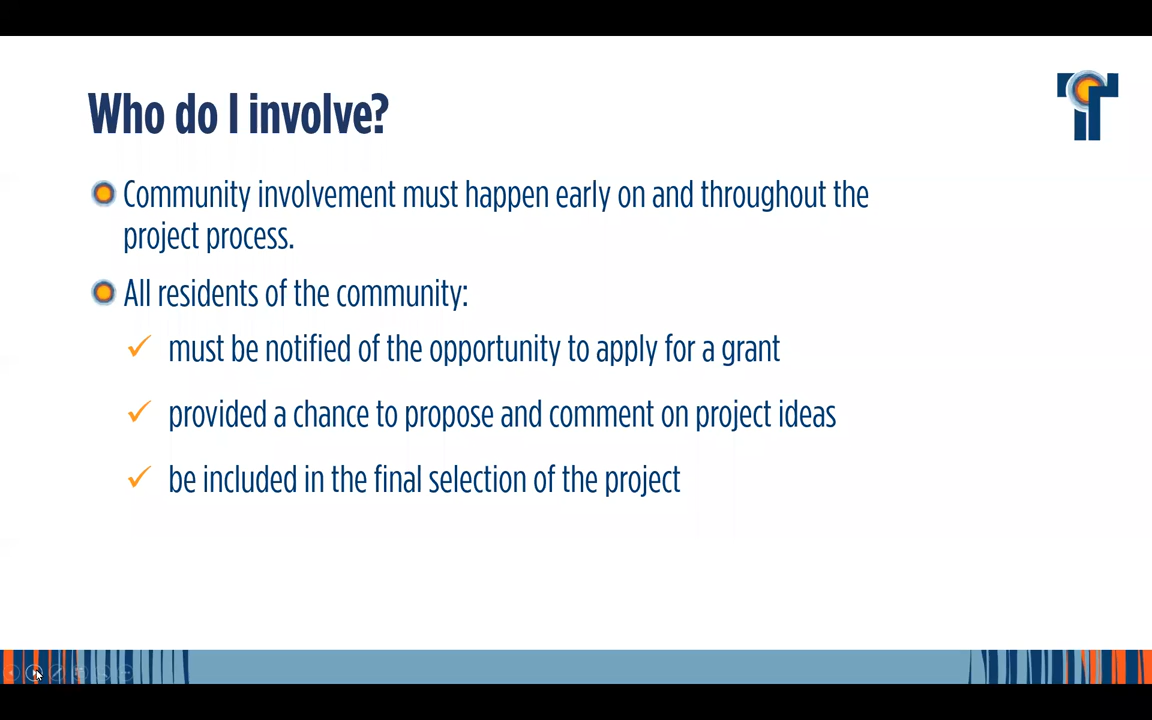 Who do I involve?
Community involvement must happen early on and throughout the
project process.
All residents of the community:
must be notified of the opportunity to apply for a grant
provided a chance to propose and comment on project ideas
be included in the final selection of the project